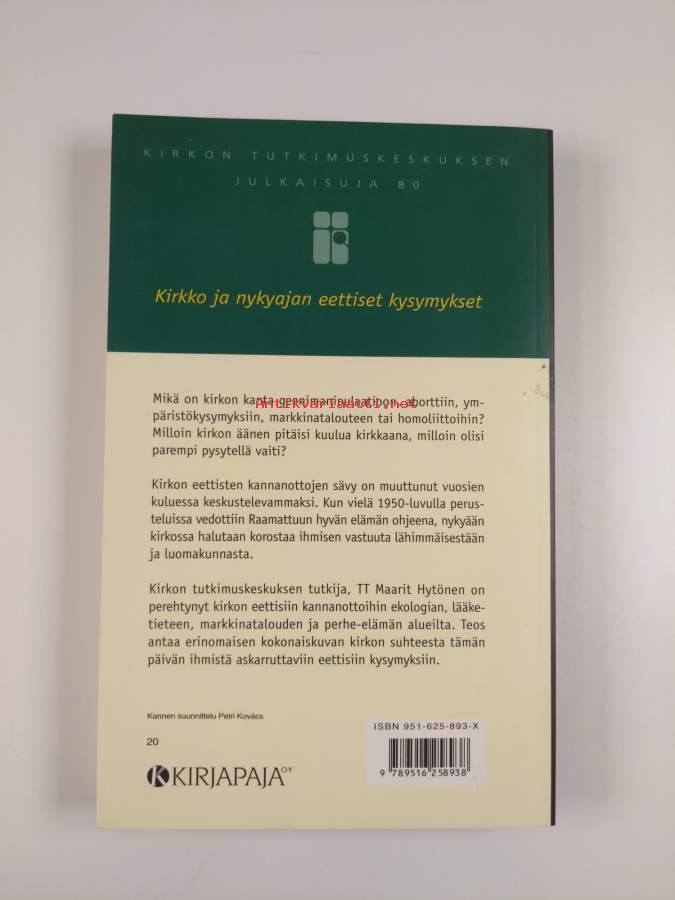 KIRKON TUTKIMUSKESKUKSEN
JULKAISUJA 80
Kirkko ja nykyajan eettiset kysymykset
Mikä on kirkon kanta geenimanipulaatioon, aborttiin, ym-
Antikvariaatti.net
päristökysymyksiin, markkinatalouteen tai homoliittoihin?
Milloin kirkon äänen pitäisi kuulua kirkkaana, milloin olisi
parempi pysytellä vaiti?
Kirkon eettisten kannanottojen sävy on muuttunut vuosien
kuluessa keskustelevammaksi. Kun vielä 1950-luvulla perus-
teluissa vedottiin Raamattuun hyvän elämän ohjeena, nykyään
kirkossa halutaan korostaa ihmisen vastuuta lähimmäisestään
ja luomakunnasta.
Kirkon tutkimuskeskuksen tutkija, TT Maarit Hytönen on
perehtynyt kirkon eettisiin kannanottoihin ekologian, lääke-
tieteen, markkinatalouden ja perhe-elämän alueilta. Teos
antaa erinomaisen kokonaiskuvan kirkon suhteesta tämän
päivän ihmistä askarruttaviin eettisiin kysymyksiin.
Kannen suunnittelu Petri Kovács
20
KIRJAPAJA OY
ISBN 951-625-893-X
9 789516 258938